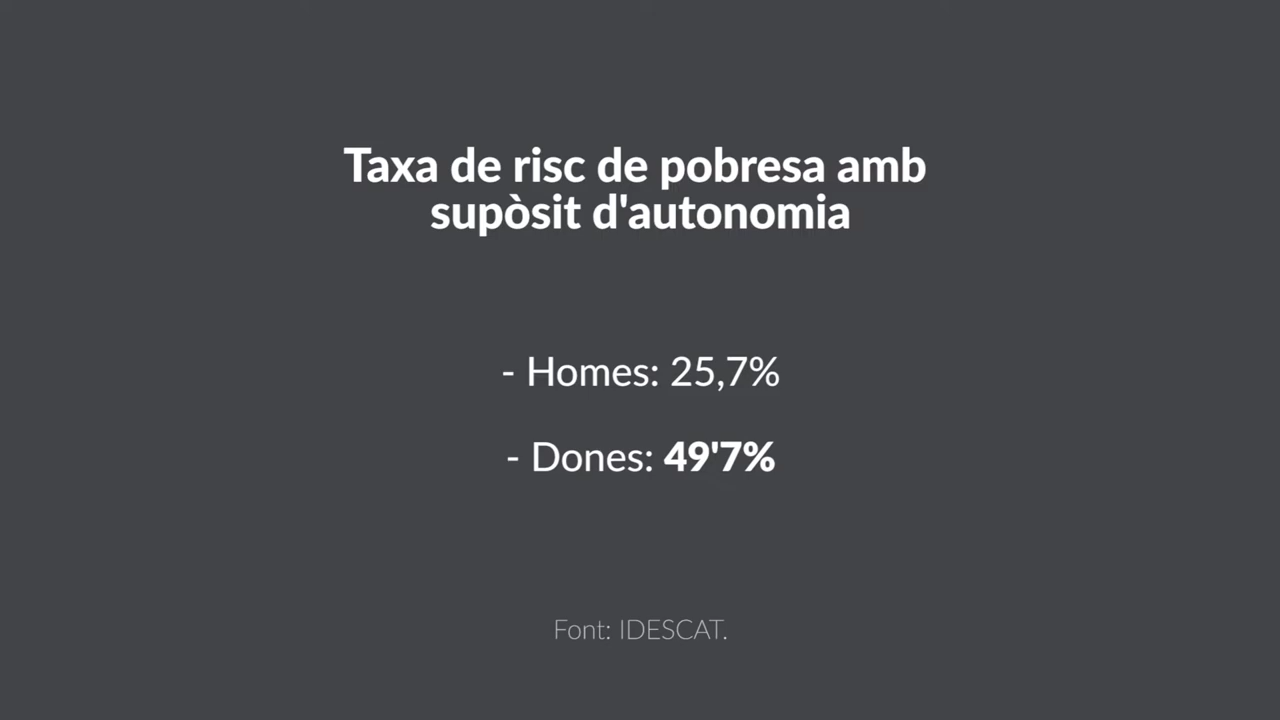 Taxa de risc de pobresa amb
supòsit d'autonomia
- Homes: 25,7%
- Dones: 49'7%
Font: IDESCAT.